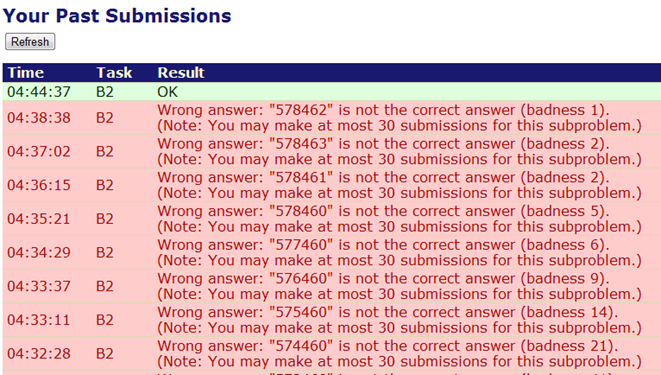 Your Past Submissions
Refresh
Time Task Result
04:44:37 B2 OK
04:38:38 B2 Wrong answer: "578462" is not the correct answer (badness 1).
(Note: You may make at most 30 submissions for this subproblem.)
04:37:02 B2 Wrong answer: "578463" is not the correct answer (badness 2).
(Note: You may make at most 30 submissions for this subproblem.)
04:36:15 B2 Wrong answer: "578461" is not the correct answer (badness 2).
(Note: You may make at most 30 submissions for this subproblem.)
04:35:21 B2 Wrong answer: "578460" is not the correct answer (badness 5).
(Note: You may make at most 30 submissions for this subproblem.)
04:34:29 B2 Wrong answer: "577460" is not the correct answer (badness 6).
(Note: You may make at most 30 submissions for this subproblem.)
04:33:37 B2 Wrong answer: "576460" is not the correct answer (badness 9).
(Note: You may make at most 30 submissions for this subproblem.)
04:33:11 B2 Wrong answer: "575460" is not the correct answer (badness 14).
(Note: You may make at most 30 submissions for this subproblem.)
04:32:28 B2 Wrong answer: "574460" is not the correct answer (badness 21).
(Note: You may make at most 30 submissions for this subproblem.)